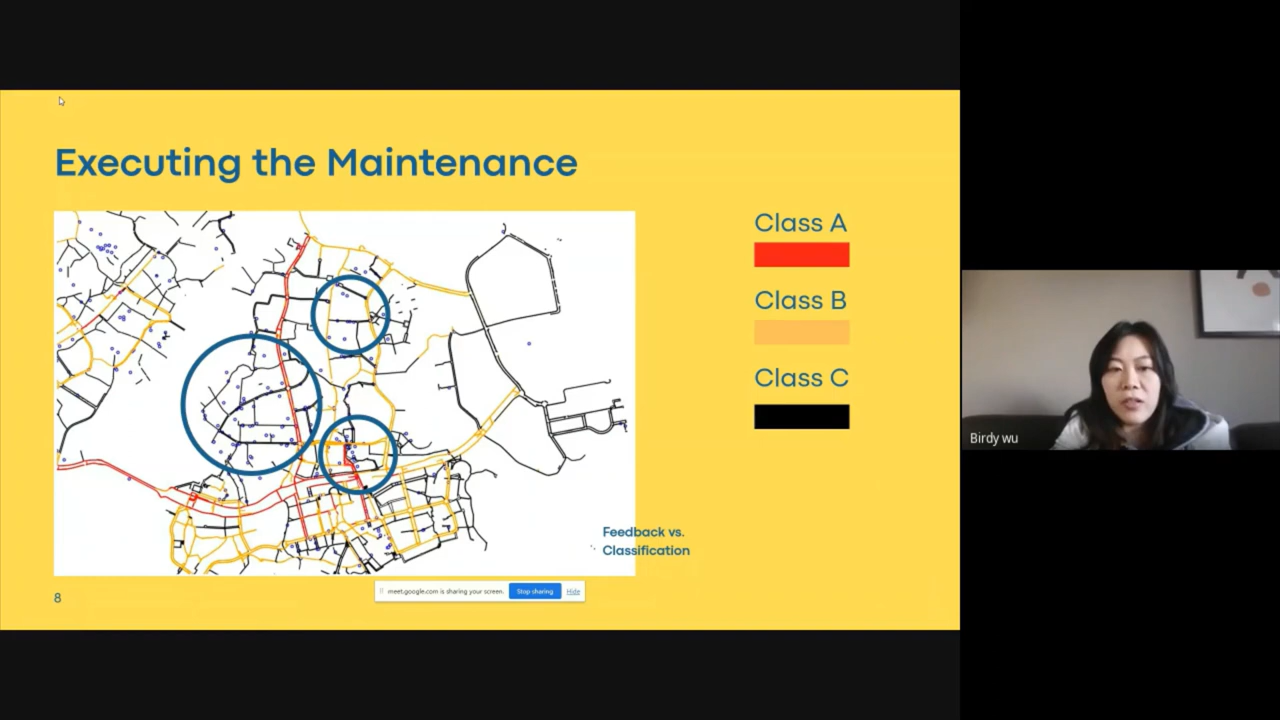 Executing the Maintenance
Class A
Class B
Class C
Feedback vs.
Classification
8
meet.google.com is sharing your screen.
Stop sharing
Hide
Birdy wu